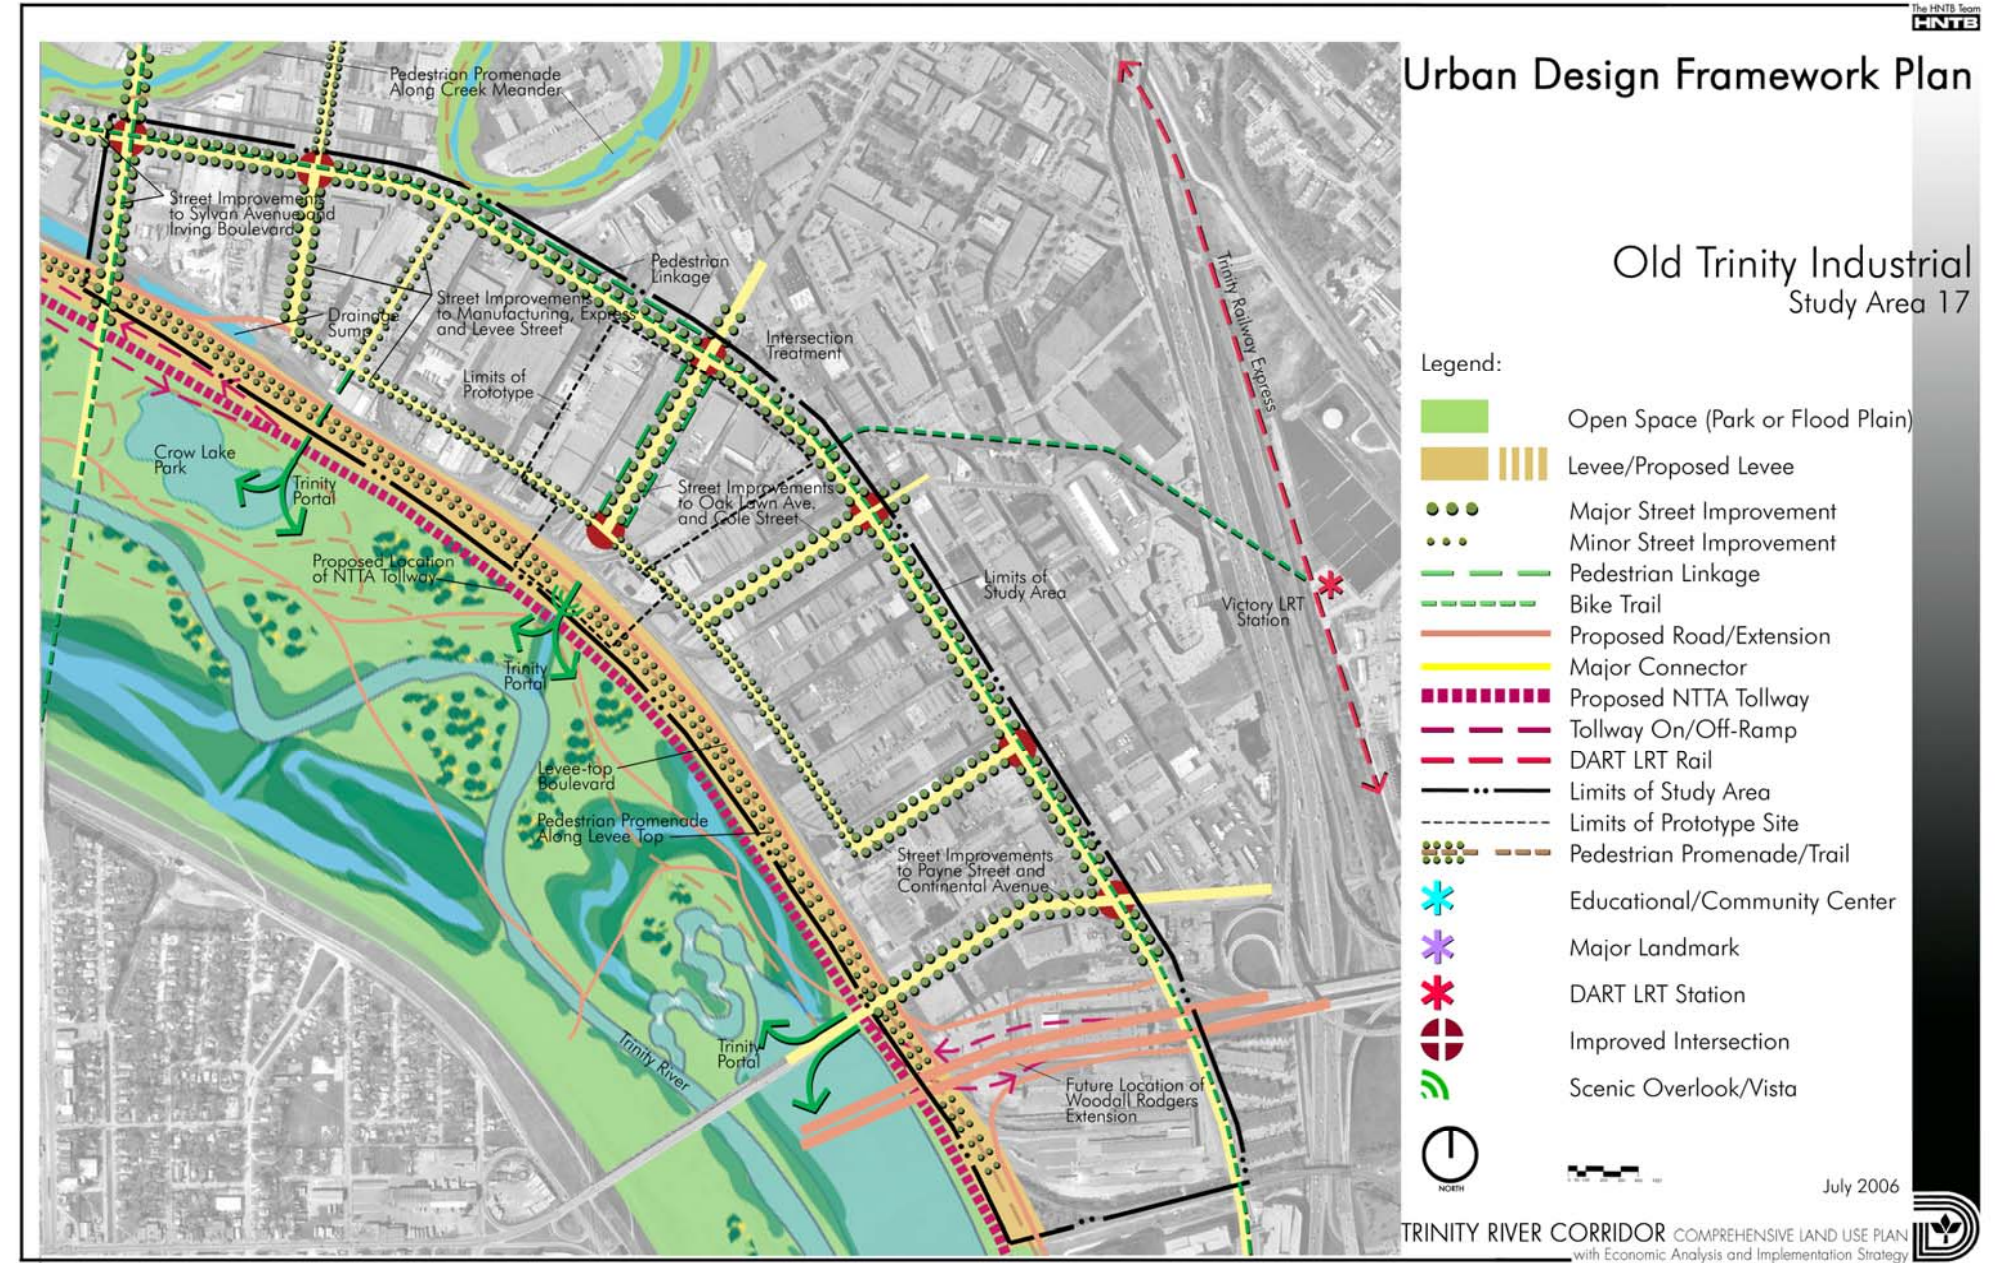 The HNTB Team
HNTB
Urban Design Framework Plan
Old Trinity Industrial
Study Area 17
Pedestrian Promenade
Along Creek Meander
Street Improvements
to Sylvan Avenue and
Irving Boulevard
Pedestrian
Linkage
Street Improvements
to Manufacturing, Express
and Levee Street
Drainage
Sump
Intersection
Treatment
Limits of
Prototype
Trinity Railway Express
Crow Lake
Park
Trinity
Portal
Street Improvements
to Oak Lawn Ave.
and Cole Street
Proposed Location
of NTTA Tollway
Limits of
Study Area
Victory LRT
Station
Trinity
Portal
Levee-top
Boulevard
Pedestrian Promenade
Along Levee Top
Street Improvements
to Payne Street and
Continental Avenue
Trinity River
Trinity
Portal
Future Location of
Woodall Rodgers
Extension
Legend:
Open Space (Park or Flood Plain)
Levee/Proposed Levee
Major Street Improvement
Minor Street Improvement
Pedestrian Linkage
Bike Trail
Proposed Road/Extension
Major Connector
Proposed NTTA Tollway
Tollway On/Off-Ramp
DART LRT Rail
Limits of Study Area
Limits of Prototype Site
Pedestrian Promenade/Trail
Educational/Community Center
Major Landmark
DART LRT Station
Improved Intersection
Scenic Overlook/Vista
NORTH
July 2006
TRINITY RIVER CORRIDOR COMPREHENSIVE LAND USE PLAN
with Economic Analysis and Implementation Strategy